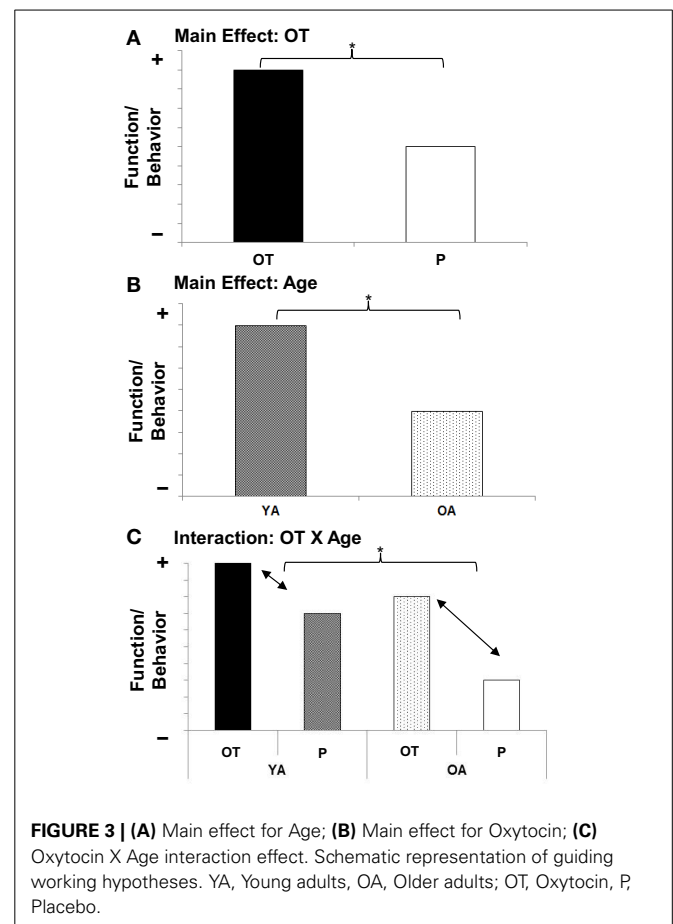 A Main Effect: OT
*
+
Function/
Behavior
–
OT P
B Main Effect: Age
*
+
Function/
Behavior
–
YA OA
C Interaction: OT X Age
*
+
Function/
Behavior
–
OT P OT P
YA OA
FIGURE 3 | (A) Main effect for Age; (B) Main effect for Oxytocin; (C)
Oxytocin X Age interaction effect. Schematic representation of guiding
working hypotheses. YA, Young adults, OA, Older adults; OT, Oxytocin, P,
Placebo.